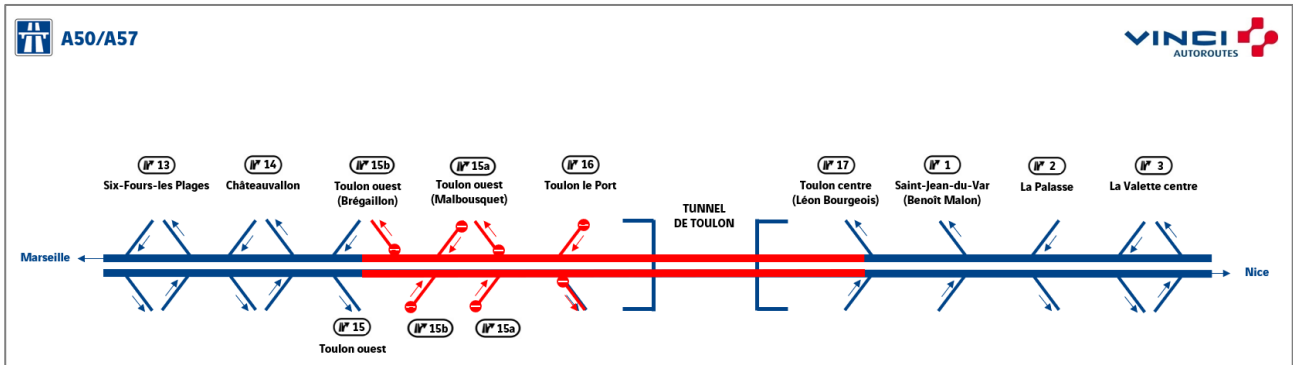 A50/A57
VINCI
AUTOROUTES
13
14
15b
15a
16
17
1
2
3
Six-Fours-les Plages
Châteauvallon
Toulon ouest
(Brégaillon)
Toulon ouest
(Malbousquet)
Toulon le Port
TUNNEL
DE TOULON
Toulon centre
(Léon Bourgeois)
Saint-Jean-du-Var
(Benoît Malon)
La Palasse
La Valette centre
Marseille
Nice
15
15b
15a
Toulon ouest